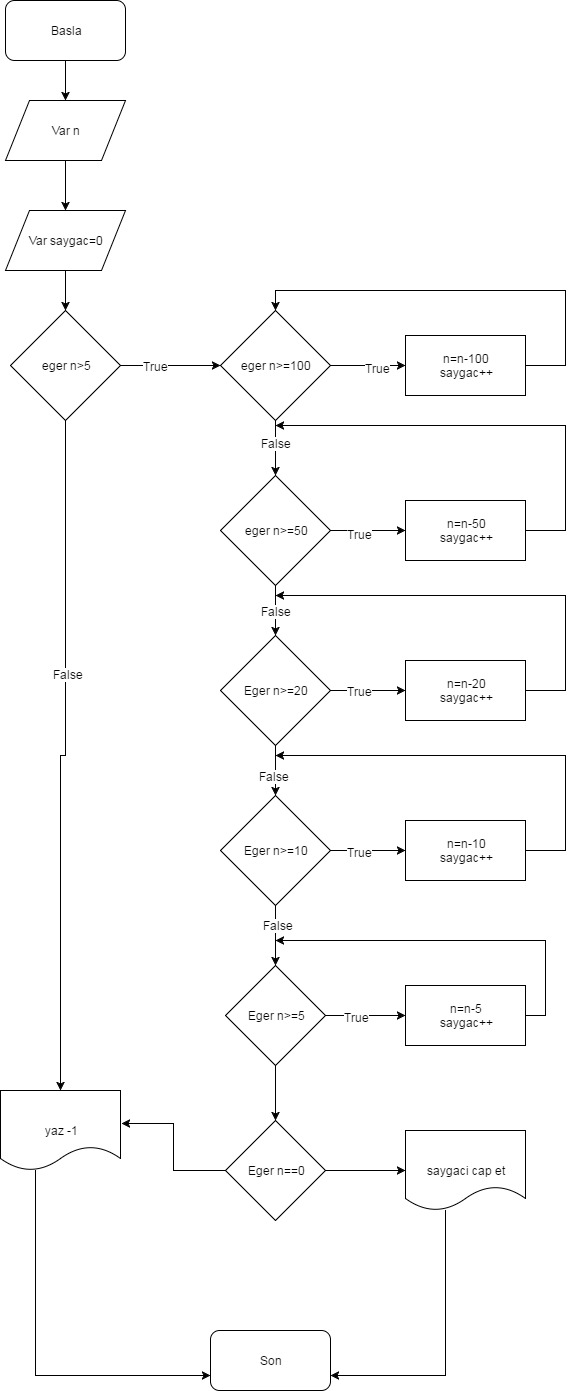 Basla
Var n
Var saygac=0
eger n>5
True
eger n>=100
True
n=n-100
saygac++
False
eger n>=50
True
n=n-50
saygac++
False
False
Eger n>=20
True
n=n-20
saygac++
False
Eger n>=10
True
n=n-10
saygac++
False
Eger n>=5
True
n=n-5
saygac++
yaz -1
Eger n==0
saygaci cap et
Son